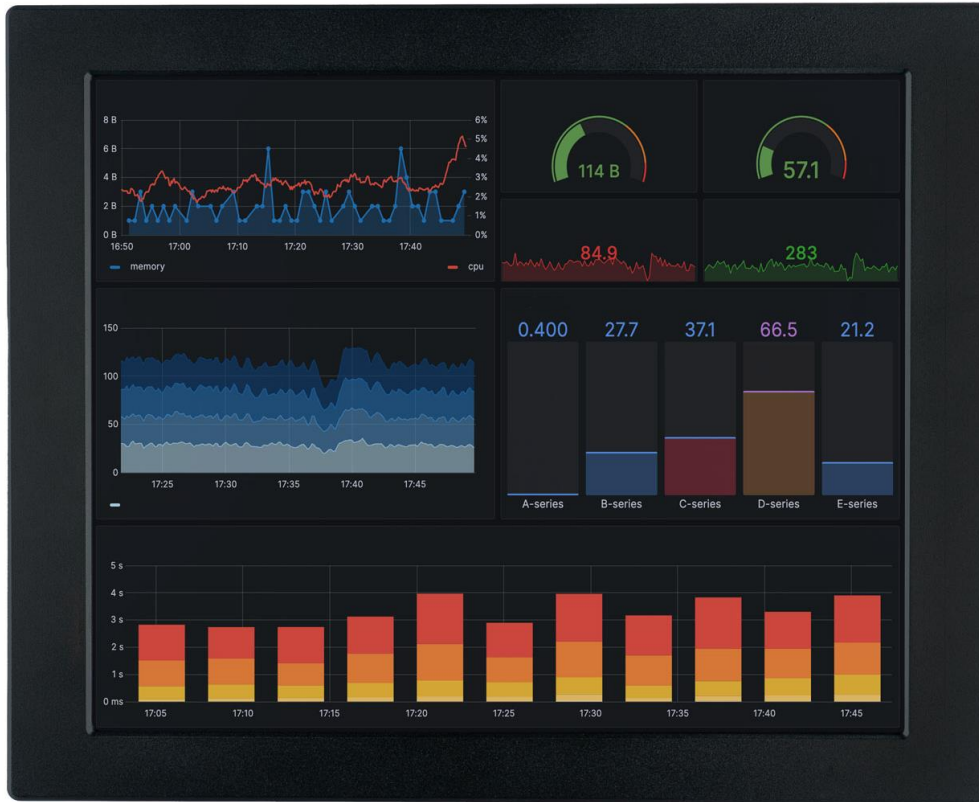 8 B
6 B
4 B
2 B
0 B
6%
5%
4%
3%
2%
1%
0%
16:50 17:00 17:10 17:20 17:30 17:40
memory cpu
114 B
57.1
84.9
283
150
100
50
0
17:25 17:30 17:35 17:40 17:45
0.400 27.7 37.1 66.5 21.2
A-series B-series C-series D-series E-series
5 s
4 s
3 s
2 s
1 s
0 ms
17:05 17:10 17:15 17:20 17:25 17:30 17:35 17:40 17:45